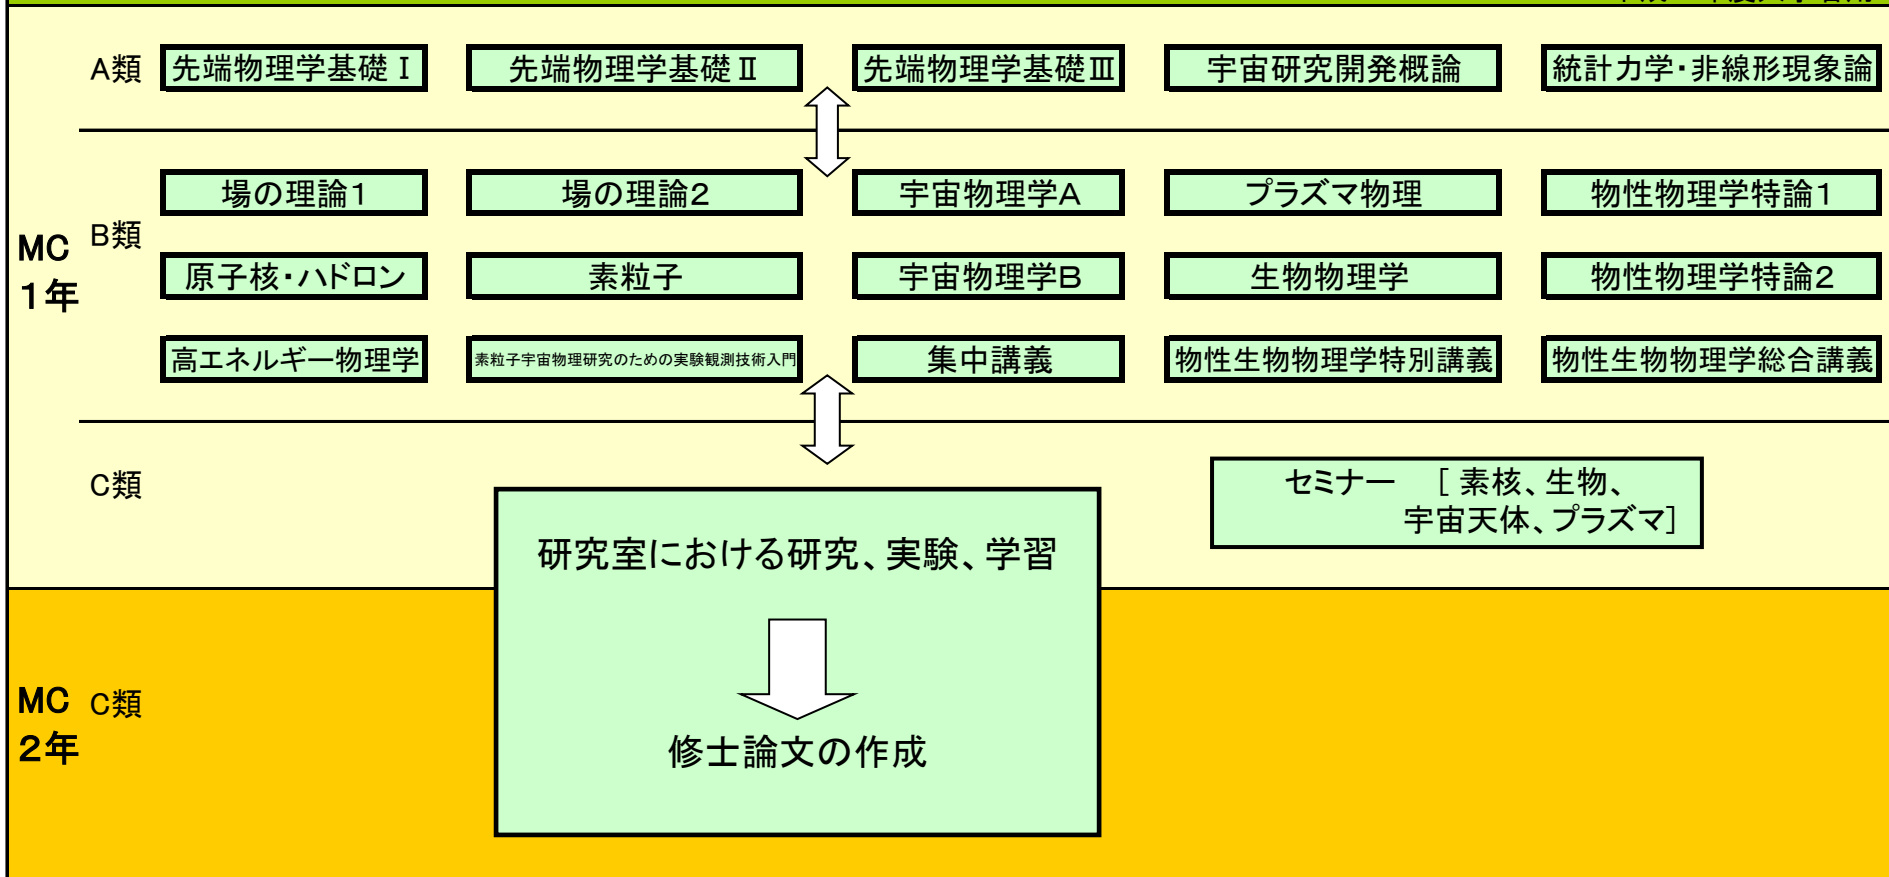 A類
先端物理学基礎Ⅰ
先端物理学基礎Ⅱ
先端物理学基礎Ⅲ
宇宙研究開発概論
統計力学・非線形現象論
MC
1年
B類
場の理論1
場の理論2
宇宙物理学A
プラズマ物理
物性物理学特論1
原子核・ハドロン
素粒子
宇宙物理学B
生物物理学
物性物理学特論2
高エネルギー物理学
素粒子宇宙物理研究のための実験観測技術入門
集中講義
物性生物物理学特別講義
物性生物物理学総合講義
C類
セミナー [素核、生物、
宇宙天体、プラズマ]
研究室における研究、実験、学習
MC
2年
C類
修士論文の作成